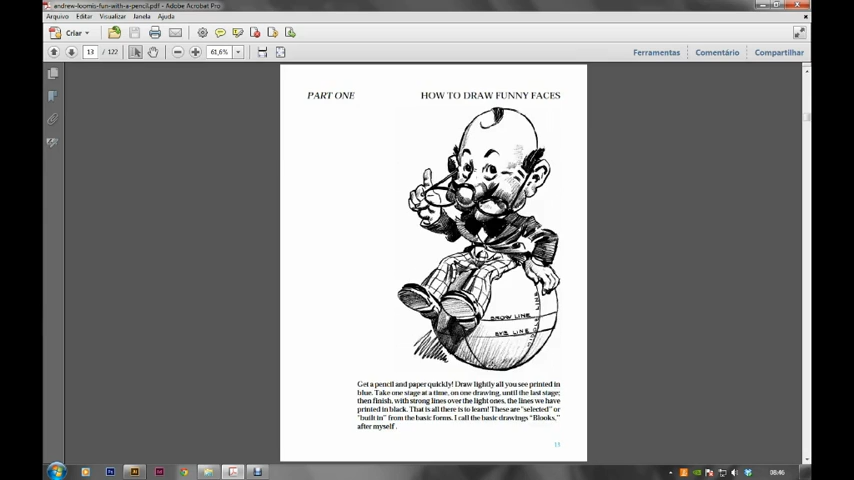 andrew-loomis-fun-with-a-pencil.pdf - Adobe Acrobat Pro
Arquivo Editar Visualizar Janela Ajuda
Criar
13 / 122 61,6%
Ferramentas Comentário Compartilhar
PART ONE HOW TO DRAW FUNNY FACES
BROW LINE
EYE LINE
MIDDLE LINE
Get a pencil and paper quickly! Draw lightly all you see printed in
blue. Take one stage at a time, on one drawing, until the last stage;
then finish, with strong lines over the light ones, the lines we have
printed in black. That is all there is to learn! These are "selected" or
"built in" from the basic forms. I call the basic drawings "Blooks,"
after myself .
11
08:46